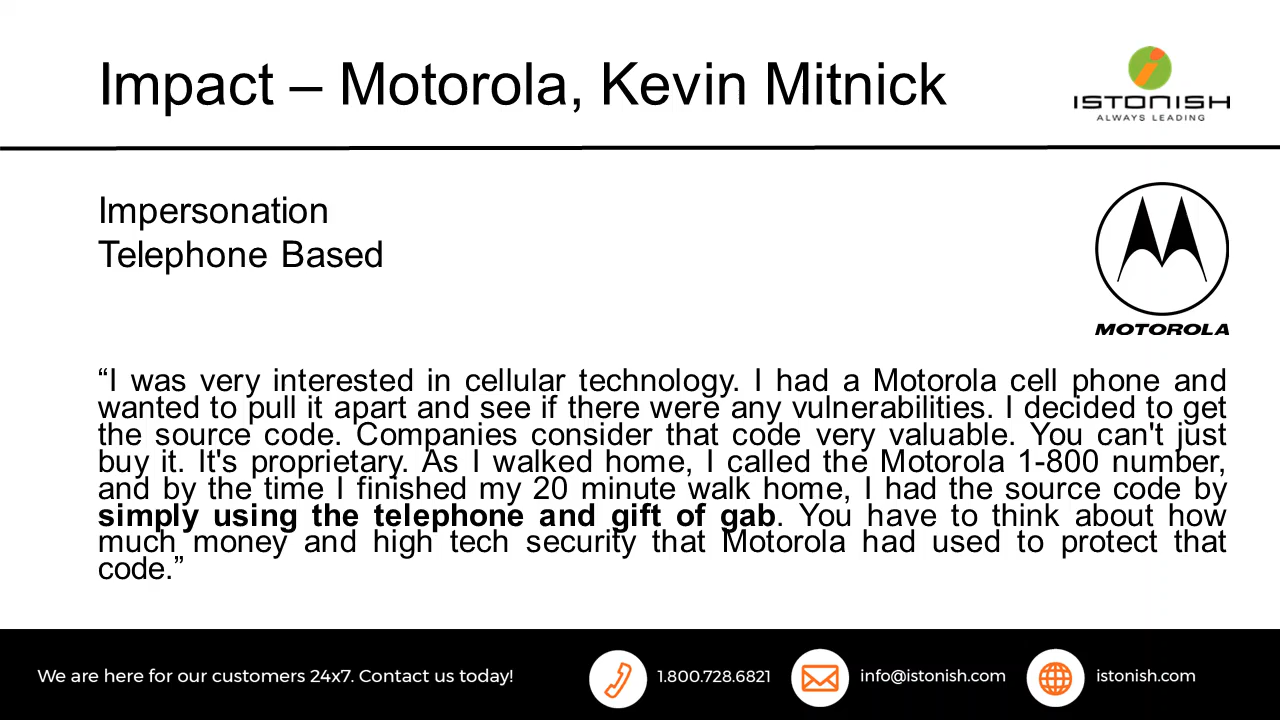 Impact – Motorola, Kevin Mitnick
ISTONISH
ALWAYS LEADING
Impersonation
Telephone Based
MOTOROLA
“I was very interested in cellular technology. I had a Motorola cell phone and
wanted to pull it apart and see if there were any vulnerabilities. I decided to get
the source code. Companies consider that code very valuable. You can't just
buy it. It's proprietary. As I walked home, I called the Motorola 1-800 number,
and by the time I finished my 20 minute walk home, I had the source code by
simply using the telephone and gift of gab. You have to think about how
much money and high tech security that Motorola had used to protect that
code.”
We are here for our customers 24x7. Contact us today!
1.800.728.6821
info@istonish.com
istonish.com